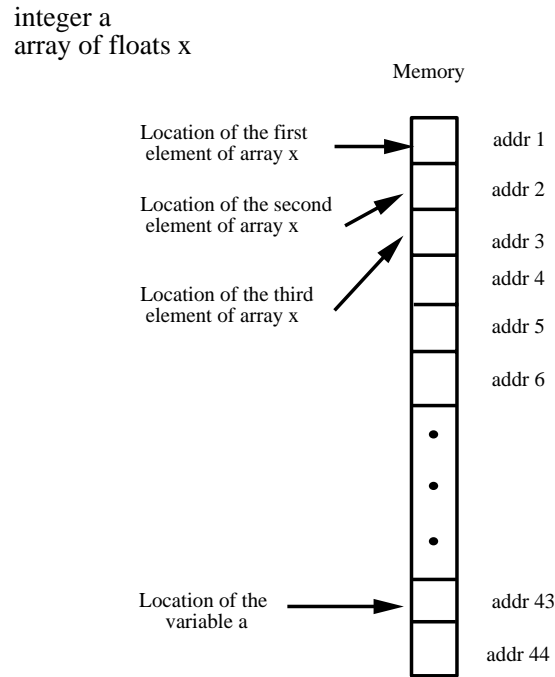 integer a
array of floats x
Memory
Location of the first
element of array x
addr 1
Location of the second
element of array x
addr 2
addr 3
Location of the third
element of array x
addr 4
addr 5
addr 6
Location of the
variable a
addr 43
addr 44